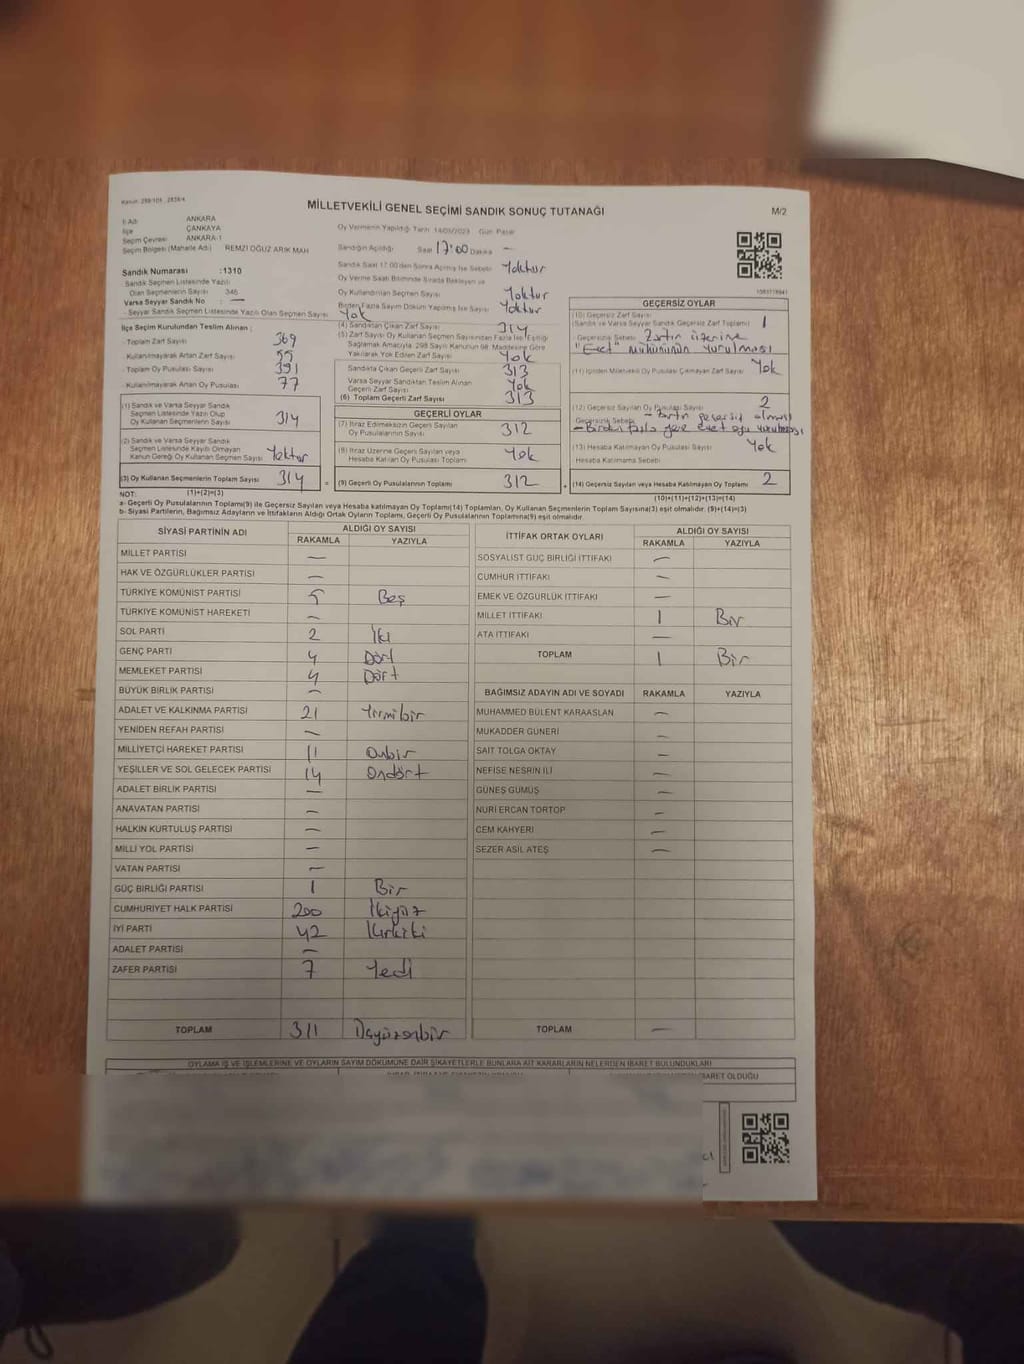 Kanun: 298/105 , 2839/4
MİLLETVEKİLİ GENEL SEÇİMİ SANDIK SONUÇ TUTANAĞI
M/2
İl Adı ANKARA
İlçe ÇANKAYA
Seçim Çevresi ANKARA-1
Seçim Bölgesi (Mahalle Adı) REMZİ OĞUZ ARIK MAH
Oy Vermenin Yapıldığı Tarih 14/05/2023 Gün Pazar
Sandığın Açıldığı Saat 17:00 Dakika —
Sandık Saat 17.00'den Sonra Açılmış İse Sebebi Yoktur
Oy Verme Saati Bitiminde Sırada Bekleyen ve
Oy Kullandırılan Seçmen Sayısı Yoktur
Birden Fazla Sayım Döküm Yapılmış İse Sebebi Yoktur
Sandık Numarası :1310
Sandık Seçmen Listesinde Yazılı
Olan Seçmenlerin Sayısı 346
Varsa Seyyar Sandık No : —
Seyyar Sandık Seçmen Listesinde Yazılı Olan Seçmen Sayısı Yok
İlçe Seçim Kurulundan Teslim Alınan :
Toplam Zarf Sayısı 369
Kullanılmayarak Artan Zarf Sayısı 55
Toplam Oy Pusulası Sayısı 391
Kullanılmayarak Artan Oy Pusulası 77
(1) Sandık ve Varsa Seyyar Sandık
Seçmen Listesinde Yazılı Olup
Oy Kullanan Seçmenlerin Sayısı 314
(2) Sandık ve Varsa Seyyar Sandık
Seçmen Listesinde Kayıtlı Olmayan
Kanun Gereği Oy Kullanan Seçmen Sayısı Yoktur
(3) Oy Kullanan Seçmenlerin Toplam Sayısı 314
(1)+(2)=(3)
(4) Sandıktan Çıkan Zarf Sayısı 314
(5) Zarf Sayısı Oy Kullanan Seçmen Sayısından Fazla İse, Eşitliği
Sağlamak Amacıyla, 298 Sayılı Kanunun 98. Maddesine Göre
Yakılarak Yok Edilen Zarf Sayısı Yok
Sandıkta Çıkan Geçerli Zarf Sayısı 313
Varsa Seyyar Sandıktan Teslim Alınan
Geçerli Zarf Sayısı Yok
(6) Toplam Geçerli Zarf Sayısı 313
GEÇERLİ OYLAR
(7) İtiraz Edilmeksizin Geçerli Sayılan
Oy Pusulalarının Sayısı 312
(8) İtiraz Üzerine Geçerli Sayılan veya
Hesaba Katılan Oy Pusulası Toplamı Yok
(9) Geçerli Oy Pusulalarının Toplamı 312
GEÇERSİZ OYLAR
(10) Geçersiz Zarf Sayısı
(Sandık ve Varsa Seyyar Sandık Geçersiz Zarf Toplamı) 1
Geçersizlik Sebebi Zarfın üzerine
"Evet" mühürünün vurulması
(11) İçinden Milletvekili Oy Pusulası Çıkmayan Zarf Sayısı Yok
(12) Geçersiz Sayılan Oy Pusulası Sayısı 2
Geçersizlik Sebebi - geçersiz olması
- fazla yere evet
(13) Hesaba Katılmayan Oy Pusulası Sayısı Yok
Hesaba Katılmama Sebebi
(14) Geçersiz Sayılan veya Hesaba Katılmayan Oy Toplamı 2
(10)+(11)+(12)+(13)=(14)
NOT:
a- Geçerli Oy Pusulalarının Toplamı(9) ile Geçersiz Sayılan veya Hesaba katılmayan Oy Toplamı(14) Toplamları, Oy Kullanan Seçmenlerin Toplam Sayısına(3) eşit olmalıdır. (9)+(14)=(3)
b- Siyasi Partilerin, Bağımsız Adayların ve İttifakların Aldığı Ortak Oyların Toplamı, Geçerli Oy Pusulalarının Toplamına(9) eşit olmalıdır.
SİYASİ PARTİNİN ADI ALDIĞI OY SAYISI
RAKAMLA YAZIYLA
MİLLET PARTİSİ —
HAK VE ÖZGÜRLÜKLER PARTİSİ —
TÜRKİYE KOMÜNİST PARTİSİ 5 Beş
TÜRKİYE KOMÜNİST HAREKETİ —
SOL PARTİ 2 İki
GENÇ PARTİ 4 Dört
MEMLEKET PARTİSİ 4 Dört
BÜYÜK BİRLİK PARTİSİ —
ADALET VE KALKINMA PARTİSİ 21 Yirmibir
YENİDEN REFAH PARTİSİ —
MİLLİYETÇİ HAREKET PARTİSİ 11 Onbir
YEŞİLLER VE SOL GELECEK PARTİSİ 14 Ondört
ADALET BİRLİK PARTİSİ —
ANAVATAN PARTİSİ —
HALKIN KURTULUŞ PARTİSİ —
MİLLİ YOL PARTİSİ —
VATAN PARTİSİ —
GÜÇ BİRLİĞİ PARTİSİ 1 Bir
CUMHURİYET HALK PARTİSİ 200 İkiyüz
İYİ PARTİ 42 Kırkiki
ADALET PARTİSİ —
ZAFER PARTİSİ 7 Yedi
TOPLAM 311 Üçyüzonbir
İTTİFAK ORTAK OYLARI ALDIĞI OY SAYISI
RAKAMLA YAZIYLA
SOSYALİST GÜÇ BİRLİĞİ İTTİFAKI —
CUMHUR İTTİFAKI —
EMEK VE ÖZGÜRLÜK İTTİFAKI —
MİLLET İTTİFAKI 1 Bir
ATA İTTİFAKI —
TOPLAM 1 Bir
BAĞIMSIZ ADAYIN ADI VE SOYADI RAKAMLA YAZIYLA
MUHAMMED BÜLENT KARAASLAN —
MUKADDER GÜNERİ —
SAİT TOLGA OKTAY —
NEFİSE NESRİN İLİ —
GÜNEŞ GÜMÜŞ —
NURİ ERCAN TORTOP —
CEM KAHYERİ —
SEZER ASIL ATEŞ —
TOPLAM —
OYLAMA İŞ VE İŞLEMLERİNE VE OYLARIN SAYIM DÖKÜMÜNE DAİR ŞİKAYETLERLE BUNLARA AİT KARARLARIN NELERDEN İBARET BULUNDUKLARI
BARET OLDUĞU